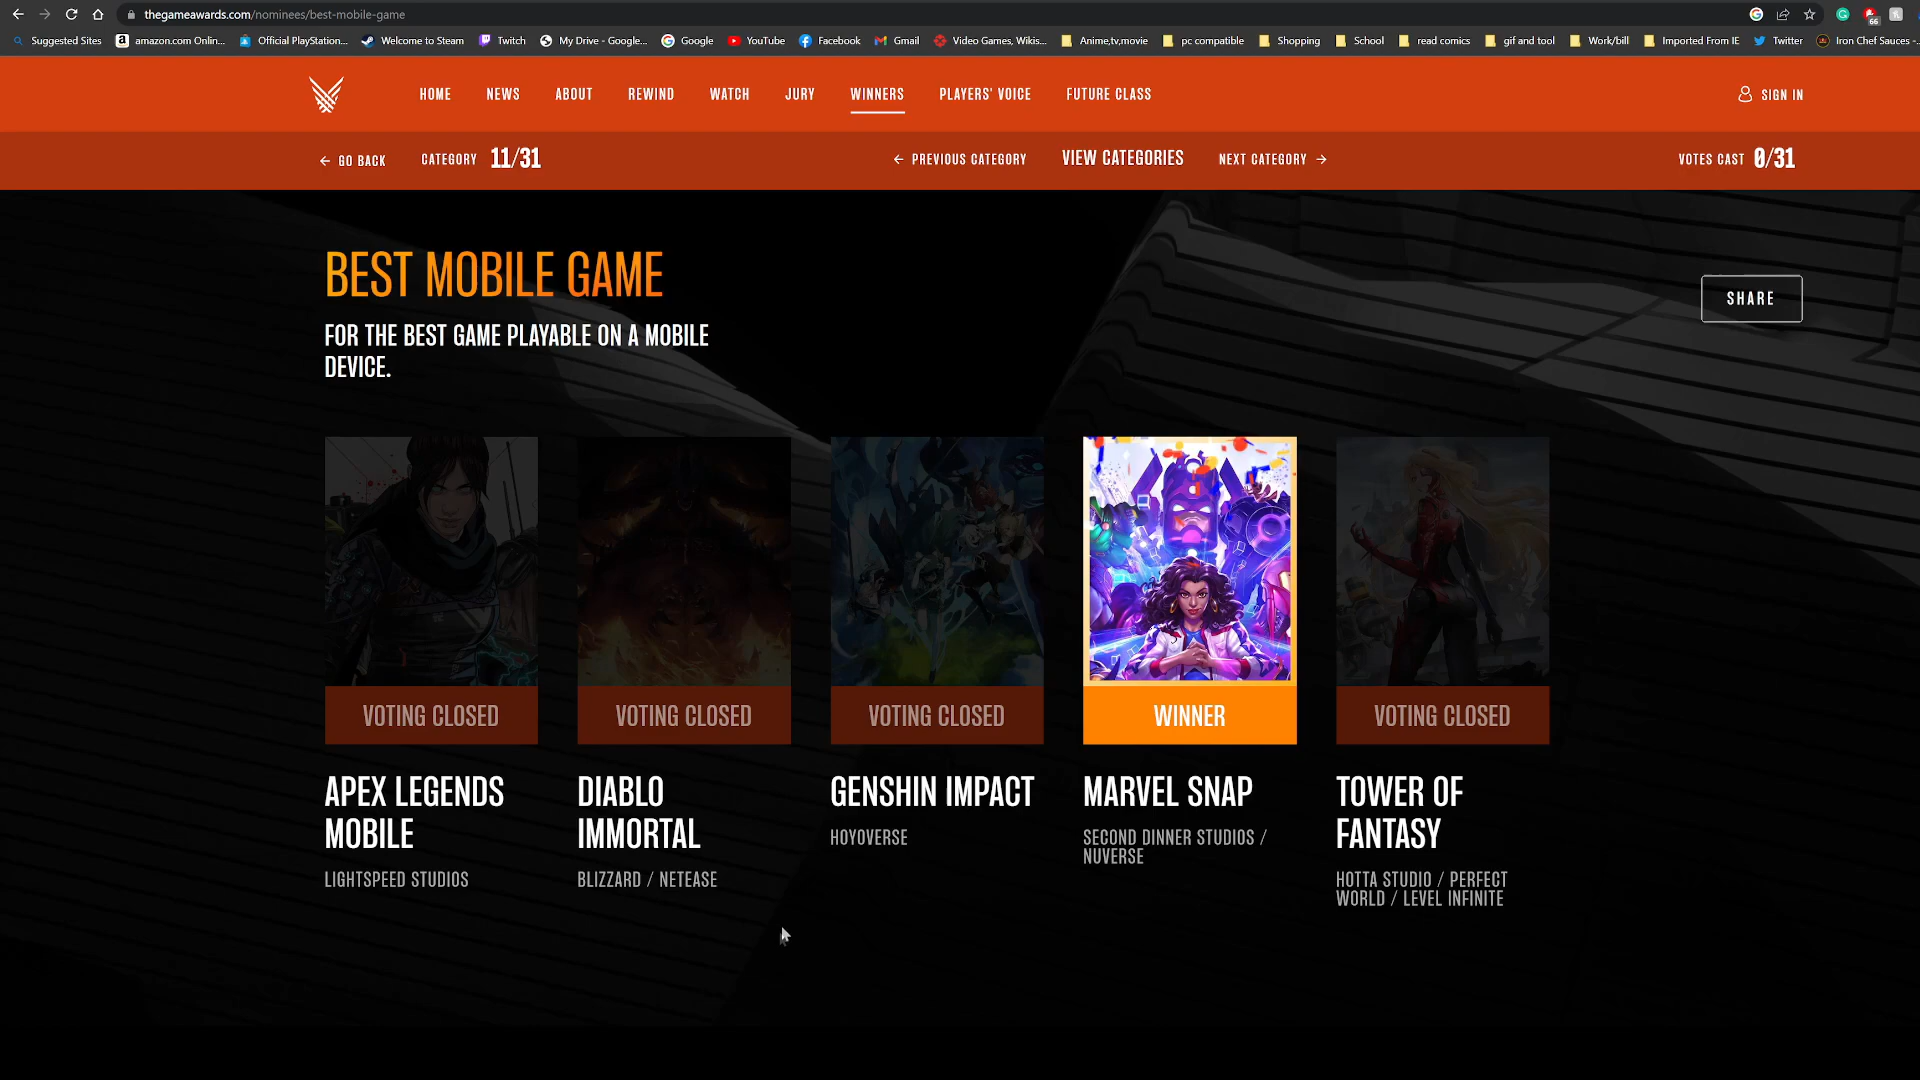 thegameawards.com/nominees/best-mobile-game
66
Suggested Sites
amazon.com Onlin...
Official PlayStation...
Welcome to Steam
Twitch
My Drive - Google...
Google
YouTube
Facebook
Gmail
Video Games, Wikis...
Anime,tv,movie
pc compatible
Shopping
School
read comics
gif and tool
Work/bill
Imported From IE
Twitter
Iron Chef Sauces -...
HOME
NEWS
ABOUT
REWIND
WATCH
JURY
WINNERS
PLAYERS' VOICE
FUTURE CLASS
SIGN IN
GO BACK
CATEGORY 11/31
PREVIOUS CATEGORY
VIEW CATEGORIES
NEXT CATEGORY
VOTES CAST 0/31
BEST MOBILE GAME
FOR THE BEST GAME PLAYABLE ON A MOBILE
DEVICE.
SHARE
VOTING CLOSED
APEX LEGENDS
MOBILE
LIGHTSPEED STUDIOS
VOTING CLOSED
DIABLO
IMMORTAL
BLIZZARD / NETEASE
VOTING CLOSED
GENSHIN IMPACT
HOYOVERSE
WINNER
MARVEL SNAP
SECOND DINNER STUDIOS /
NUVERSE
VOTING CLOSED
TOWER OF
FANTASY
HOTTA STUDIO / PERFECT
WORLD / LEVEL INFINITE